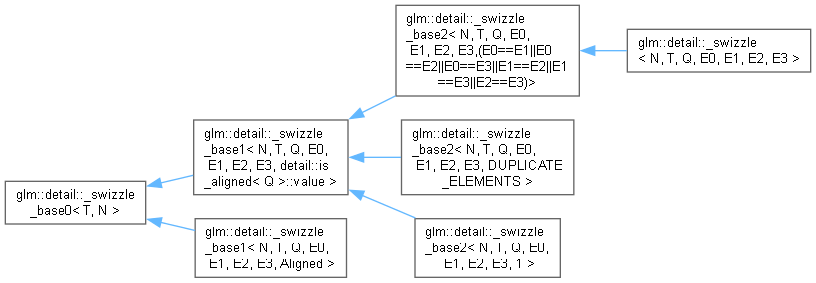 glm::detail::_swizzle
_base2< N, T, Q, E0,
E1, E2, E3,(E0==E1||E0
==E2||E0==E3||E1==E2||E1
==E3||E2==E3)>
glm::detail::_swizzle
< N, T, Q, E0, E1, E2, E3 >
glm::detail::_swizzle
_base1< N, T, Q, E0,
E1, E2, E3, detail::is
_aligned< Q >::value >
glm::detail::_swizzle
_base2< N, T, Q, E0,
E1, E2, E3, DUPLICATE
_ELEMENTS >
glm::detail::_swizzle
_base0< T, N >
glm::detail::_swizzle
_base1< N, T, Q, E0,
E1, E2, E3, Aligned >
glm::detail::_swizzle
_base2< N, T, Q, E0,
E1, E2, E3, 1 >